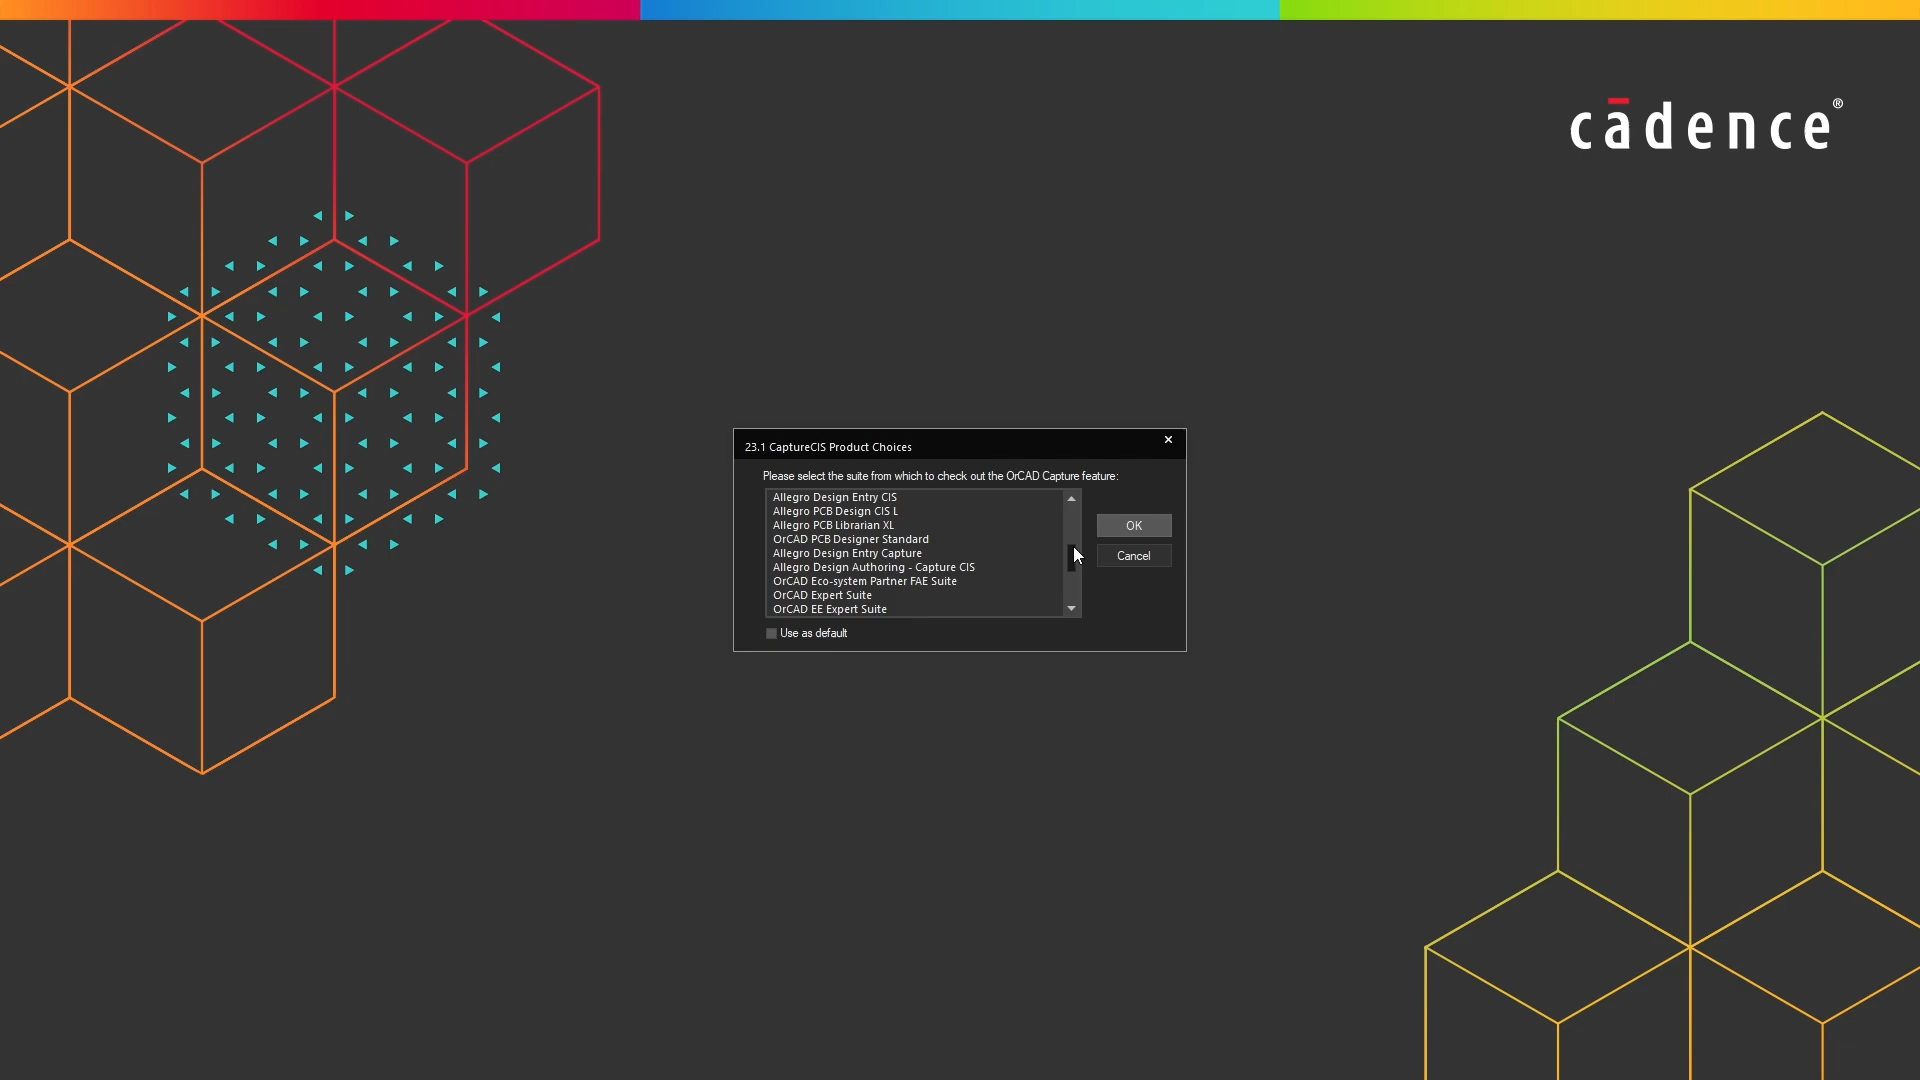 cādence®
23.1 CaptureCIS Product Choices
Please select the suite from which to check out the OrCAD Capture feature:
Allegro Design Entry CIS
Allegro PCB Design CIS L
Allegro PCB Librarian XL
OrCAD PCB Designer Standard
Allegro Design Entry Capture
Allegro Design Authoring - Capture CIS
OrCAD Eco-system Partner FAE Suite
OrCAD Expert Suite
OrCAD EE Expert Suite
OK
Cancel
Use as default